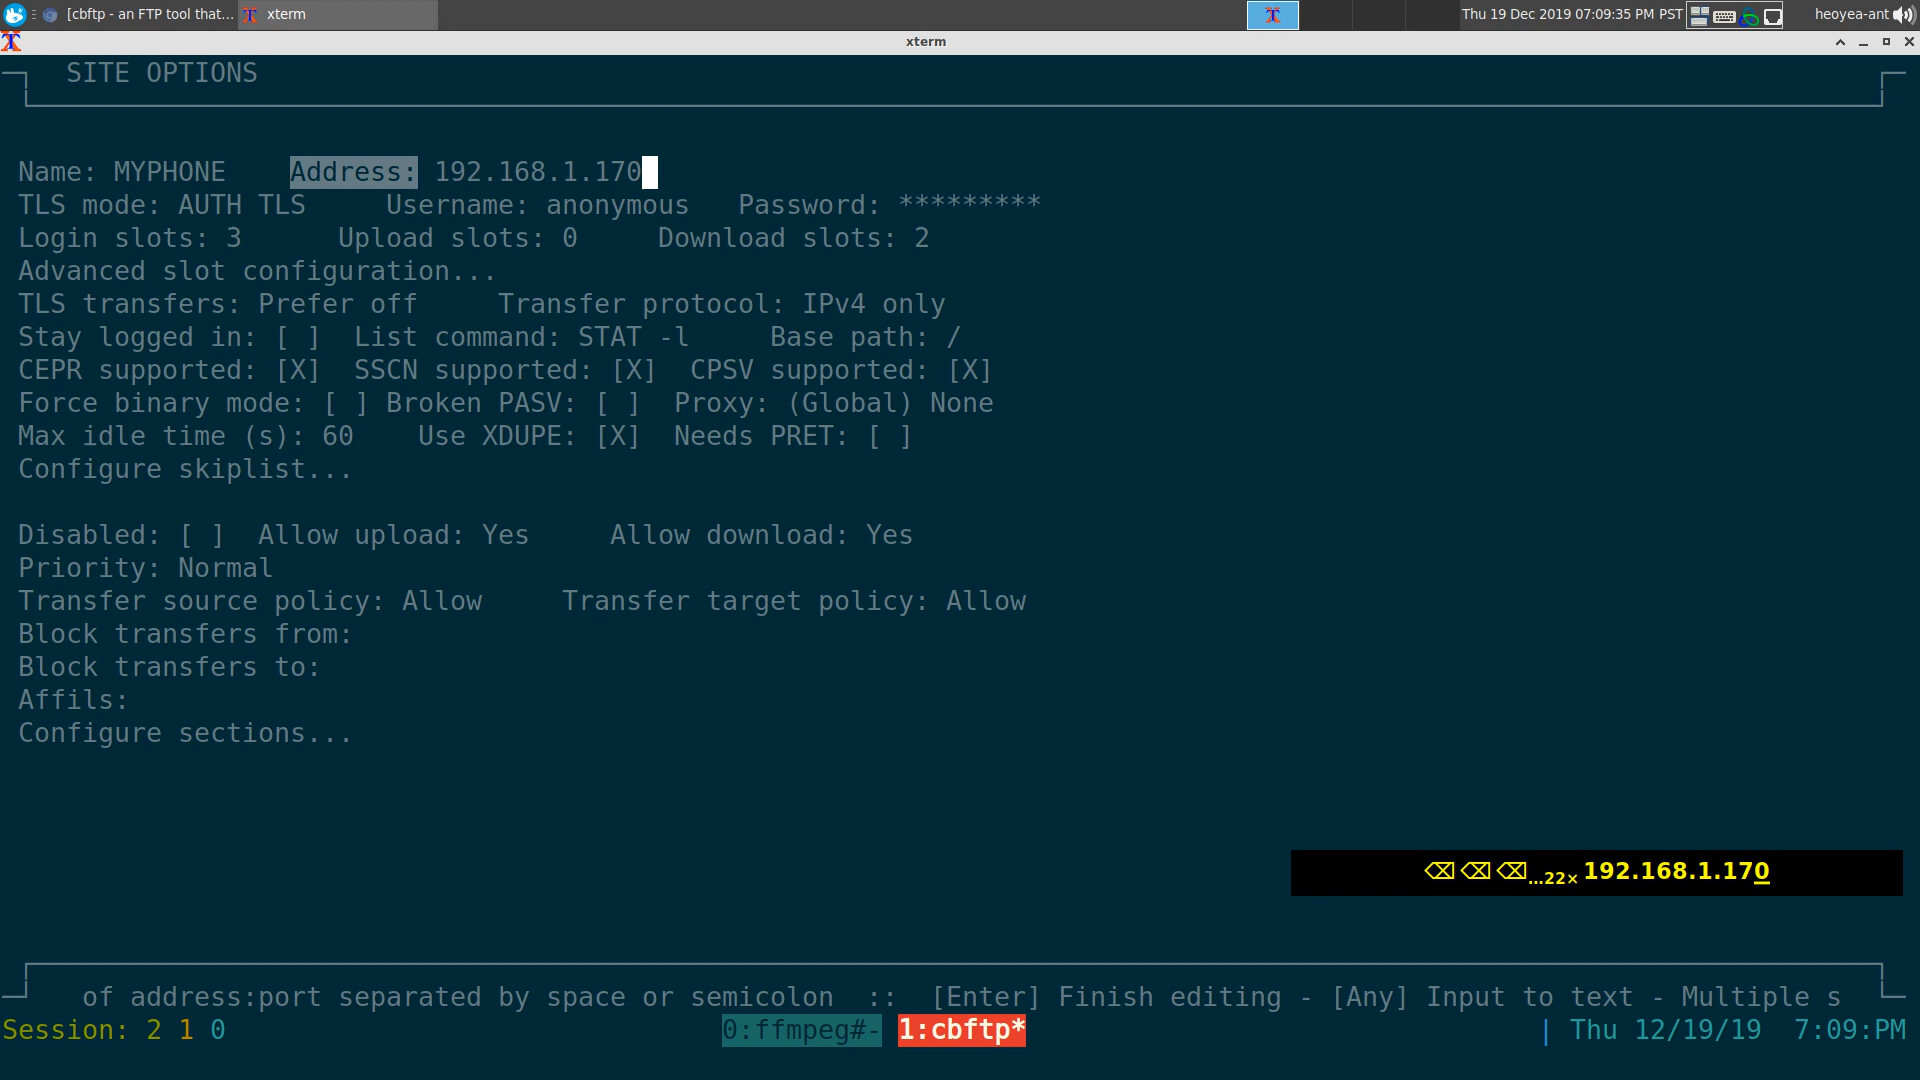 [cbftp - an FTP tool that... xterm Thu 19 Dec 2019 07:09:35 PM PST heoyea-ant
xterm
SITE OPTIONS
Name: MYPHONE Address: 192.168.1.170
TLS mode: AUTH TLS Username: anonymous Password: *********
Login slots: 3 Upload slots: 0 Download slots: 2
Advanced slot configuration...
TLS transfers: Prefer off Transfer protocol: IPv4 only
Stay logged in: [ ] List command: STAT -l Base path: /
CEPR supported: [X] SSCN supported: [X] CPSV supported: [X]
Force binary mode: [ ] Broken PASV: [ ] Proxy: (Global) None
Max idle time (s): 60 Use XDUPE: [X] Needs PRET: [ ]
Configure skiplist...
Disabled: [ ] Allow upload: Yes Allow download: Yes
Priority: Normal
Transfer source policy: Allow Transfer target policy: Allow
Block transfers from:
Block transfers to:
Affils:
Configure sections...
⌫⌫⌫...22×192.168.1.170
of address:port separated by space or semicolon :: [Enter] Finish editing - [Any] Input to text - Multiple s
Session: 2 1 0 0:ffmpeg#- 1:cbftp* | Thu 12/19/19 7:09:PM